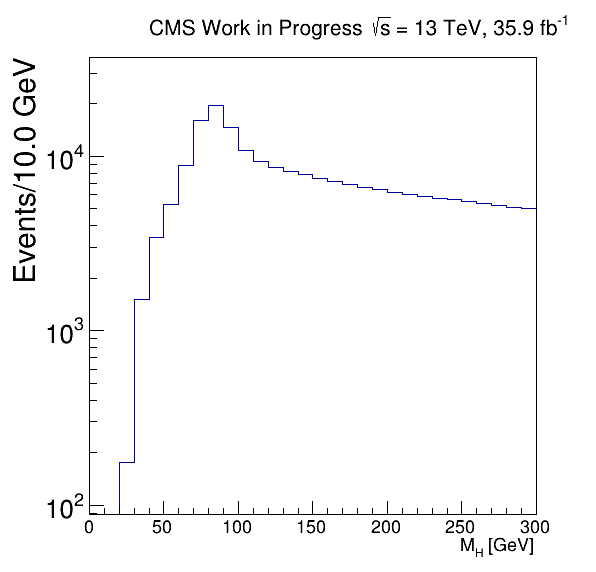 CMS Work in Progress √s = 13 TeV, 35.9 fb⁻¹
Events/10.0 GeV
10⁴
10³
10²
0 50 100 150 200 250 300
M_H [GeV]